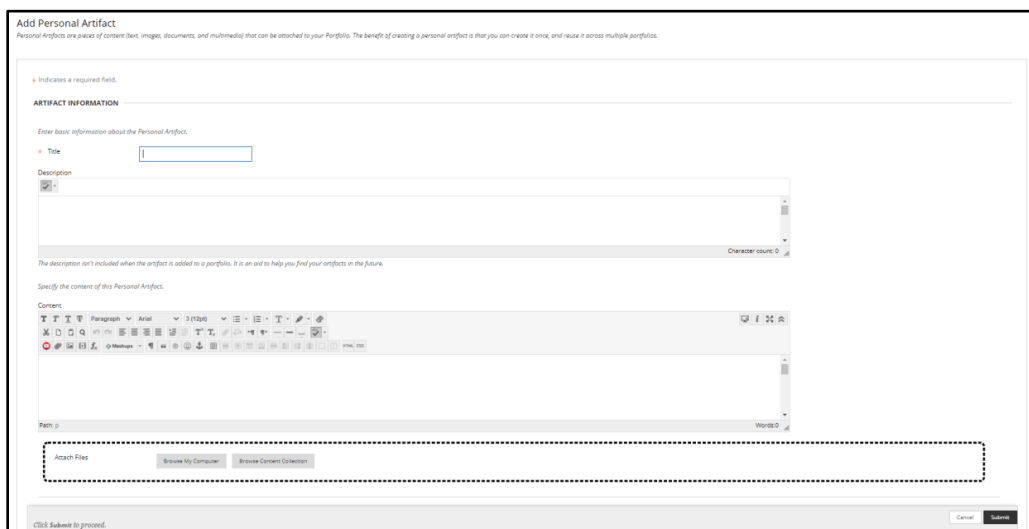 Add Personal Artifact
Personal Artifacts are pieces of content (text, images, documents, and multimedia) that can be attached to your Portfolio. The benefit of creating a personal artifact is that you can create it once, and reuse it across multiple portfolios.
* Indicates a required field.
ARTIFACT INFORMATION
Enter basic information about the Personal Artifact.
* Title
Description
Character count: 0
The description isn't included when the artifact is added to a portfolio. It is an aid to help you find your artifacts in the future.
Specify the content of this Personal Artifact.
Content
T T T T Paragraph Arial 3 (12pt) T
T T
Mashups HTML CSS
Path: p Words:0
Attach Files Browse My Computer Browse Content Collection
Cancel Submit
Click Submit to proceed.